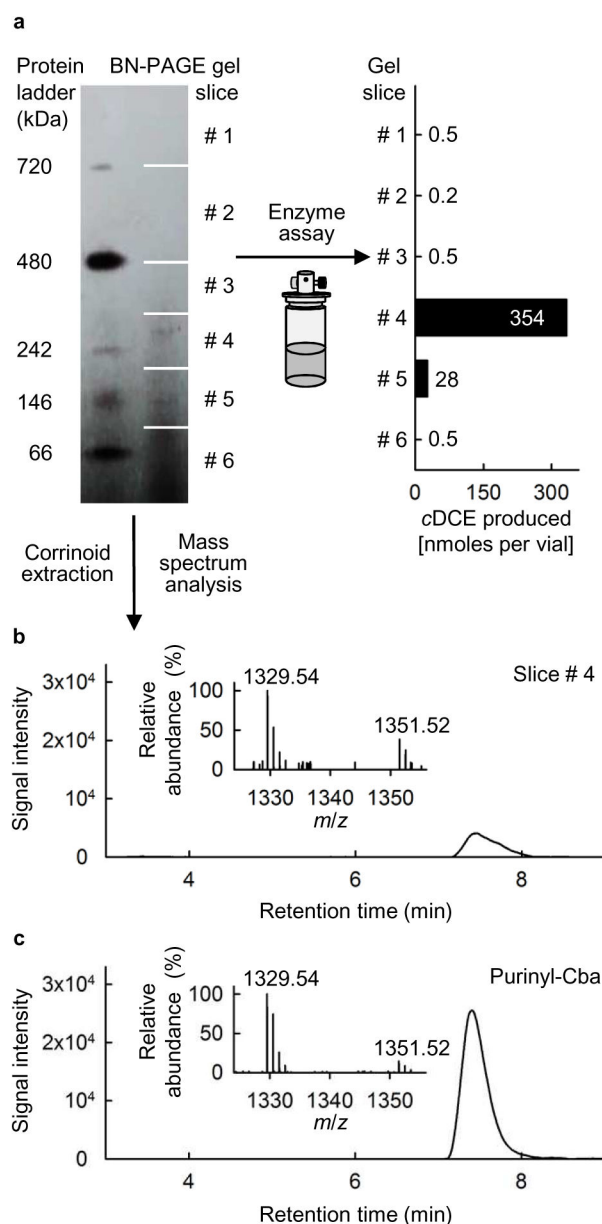 a
Protein ladder (kDa)
BN-PAGE gel slice
720
480
242
146
66
# 1
# 2
# 3
# 4
# 5
# 6
Enzyme assay
Gel slice
# 1 0.5
# 2 0.2
# 3 0.5
# 4 354
# 5 28
# 6 0.5
0 150 300
cDCE produced
[nmoles per vial]
Corrinoid extraction
Mass spectrum analysis
b
Slice # 4
Signal intensity
3x10⁴
2x10⁴
10⁴
0
Relative abundance (%)
100
50
0
1329.54
1351.52
1330 1340 1350
m/z
4 6 8
Retention time (min)
c
Purinyl-Cba
Signal intensity
3x10⁴
2x10⁴
10⁴
0
Relative abundance (%)
100
50
0
1329.54
1351.52
1330 1340 1350
m/z
4 6 8
Retention time (min)